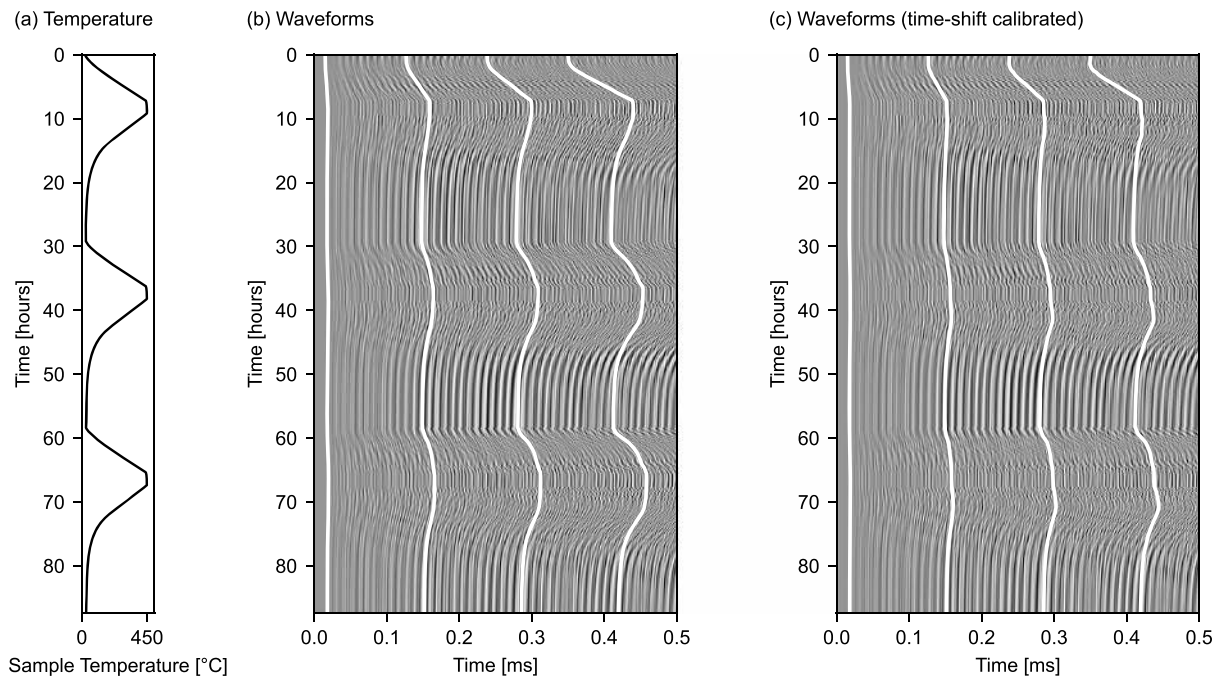 (a) Temperature
(b) Waveforms
(c) Waveforms (time-shift calibrated)
0
10
20
30
40
50
60
70
80
Time [hours]
0 450
Sample Temperature [°C]
0
10
20
30
40
50
60
70
80
Time [hours]
0.0 0.1 0.2 0.3 0.4 0.5
Time [ms]
0
10
20
30
40
50
60
70
80
Time [hours]
0.0 0.1 0.2 0.3 0.4 0.5
Time [ms]